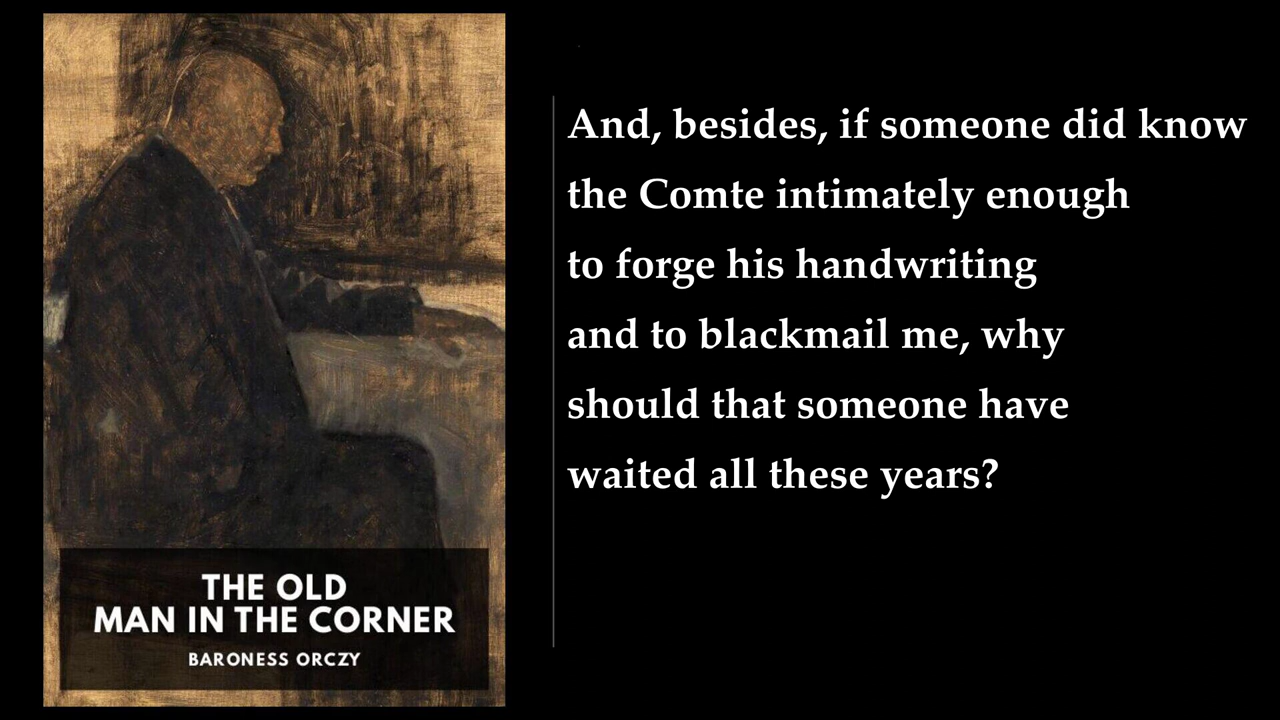 THE OLD
MAN IN THE CORNER
BARONESS ORCZY
And, besides, if someone did know
the Comte intimately enough
to forge his handwriting
and to blackmail me, why
should that someone have
waited all these years?